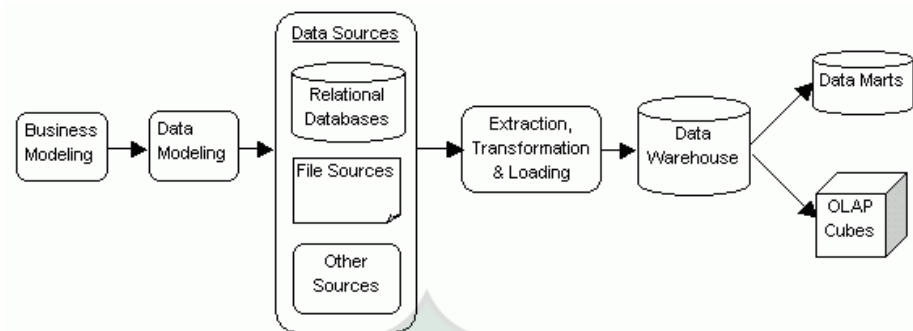 Business
Modeling
Data
Modeling
Data Sources
Relational
Databases
File Sources
Other
Sources
Extraction,
Transformation
& Loading
Data
Warehouse
Data Marts
OLAP
Cubes